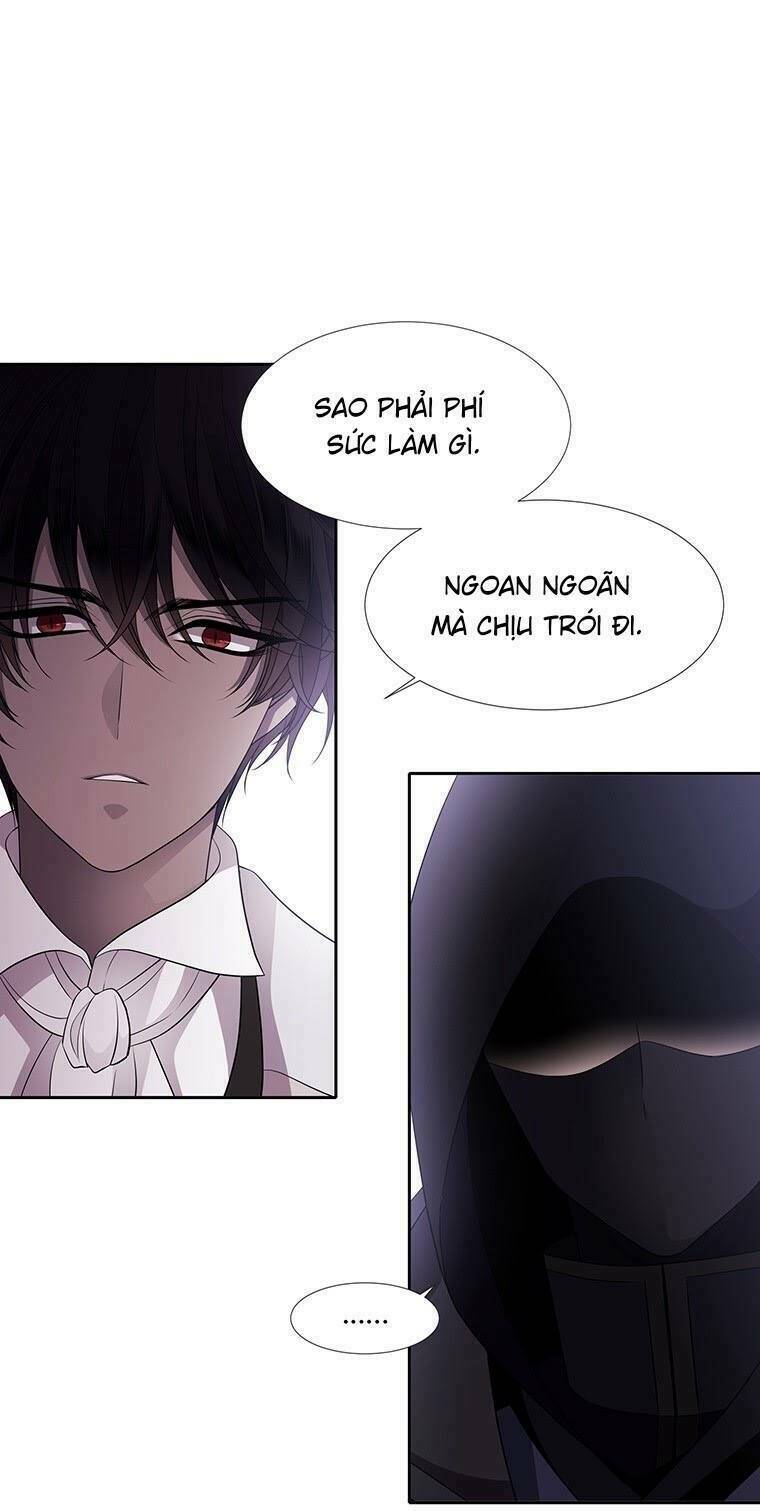 SAO PHẢI PHÍ
SỨC LÀM GÌ.
NGOAN NGOÃN
MÀ CHỊU TRÓI ĐI.
......